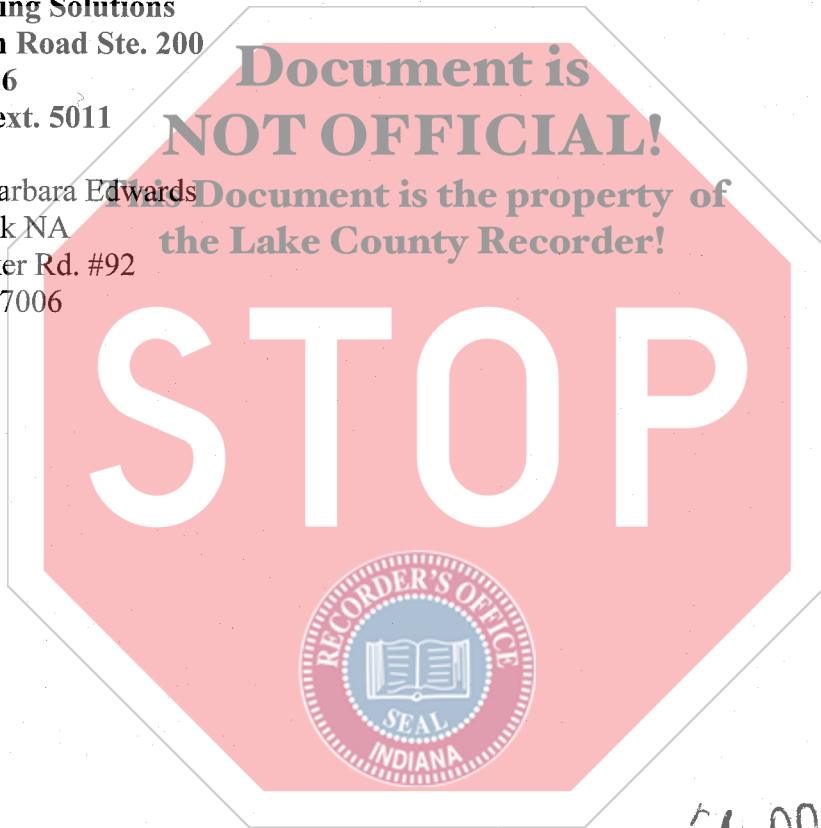 ing Solutions
n Road Ste. 200
6
ext. 5011
Document is
NOT OFFICIAL!
arbara Edwards
This Document is the property of
k NA
the Lake County Recorder!
er Rd. #92
7006
STOP
RECORDER'S OFFICE
SEAL
INDIANA